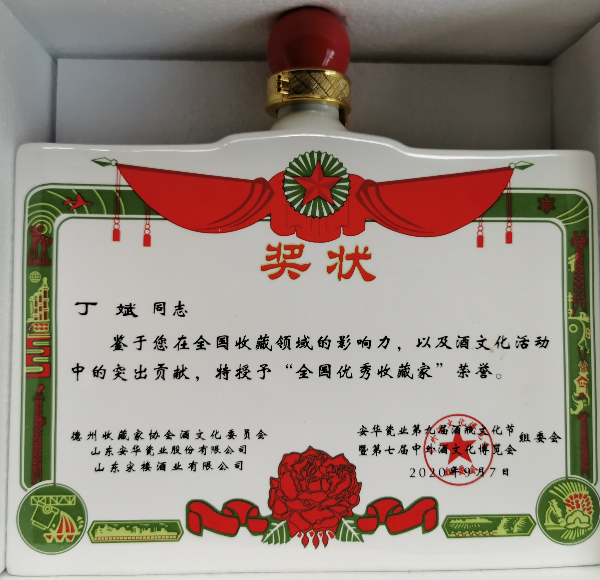 奖状
丁斌 同志
鉴于您在全国收藏领域的影响力，以及酒文化活动
中的突出贡献，特授予“全国优秀收藏家”荣誉。
德州收藏家协会酒文化委员会
山东安华瓷业股份有限公司
山东宋楼酒业有限公司
安华瓷业第九届酒瓶文化节
暨第七届中外酒文化博览会
组委会
2020年9月7日